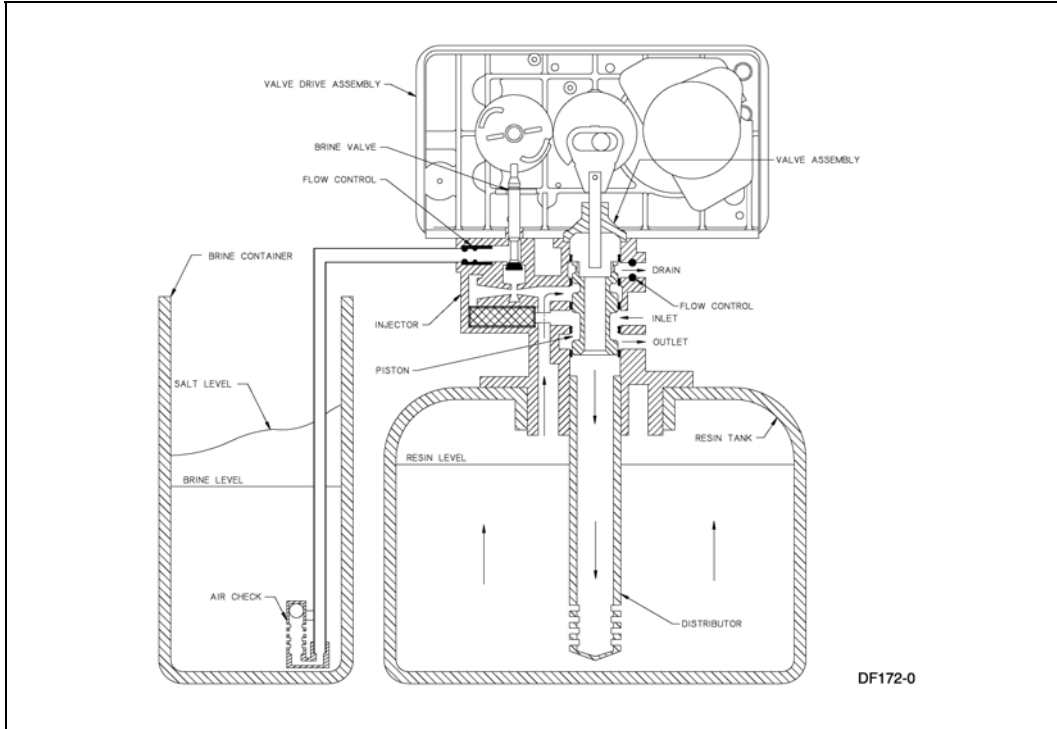 VALVE DRIVE ASSEMBLY
BRINE VALVE
VALVE ASSEMBLY
FLOW CONTROL
BRINE CONTAINER
DRAIN
FLOW CONTROL
INJECTOR
INLET
OUTLET
PISTON
SALT LEVEL
RESIN TANK
RESIN LEVEL
BRINE LEVEL
AIR CHECK
DISTRIBUTOR
DF172-0